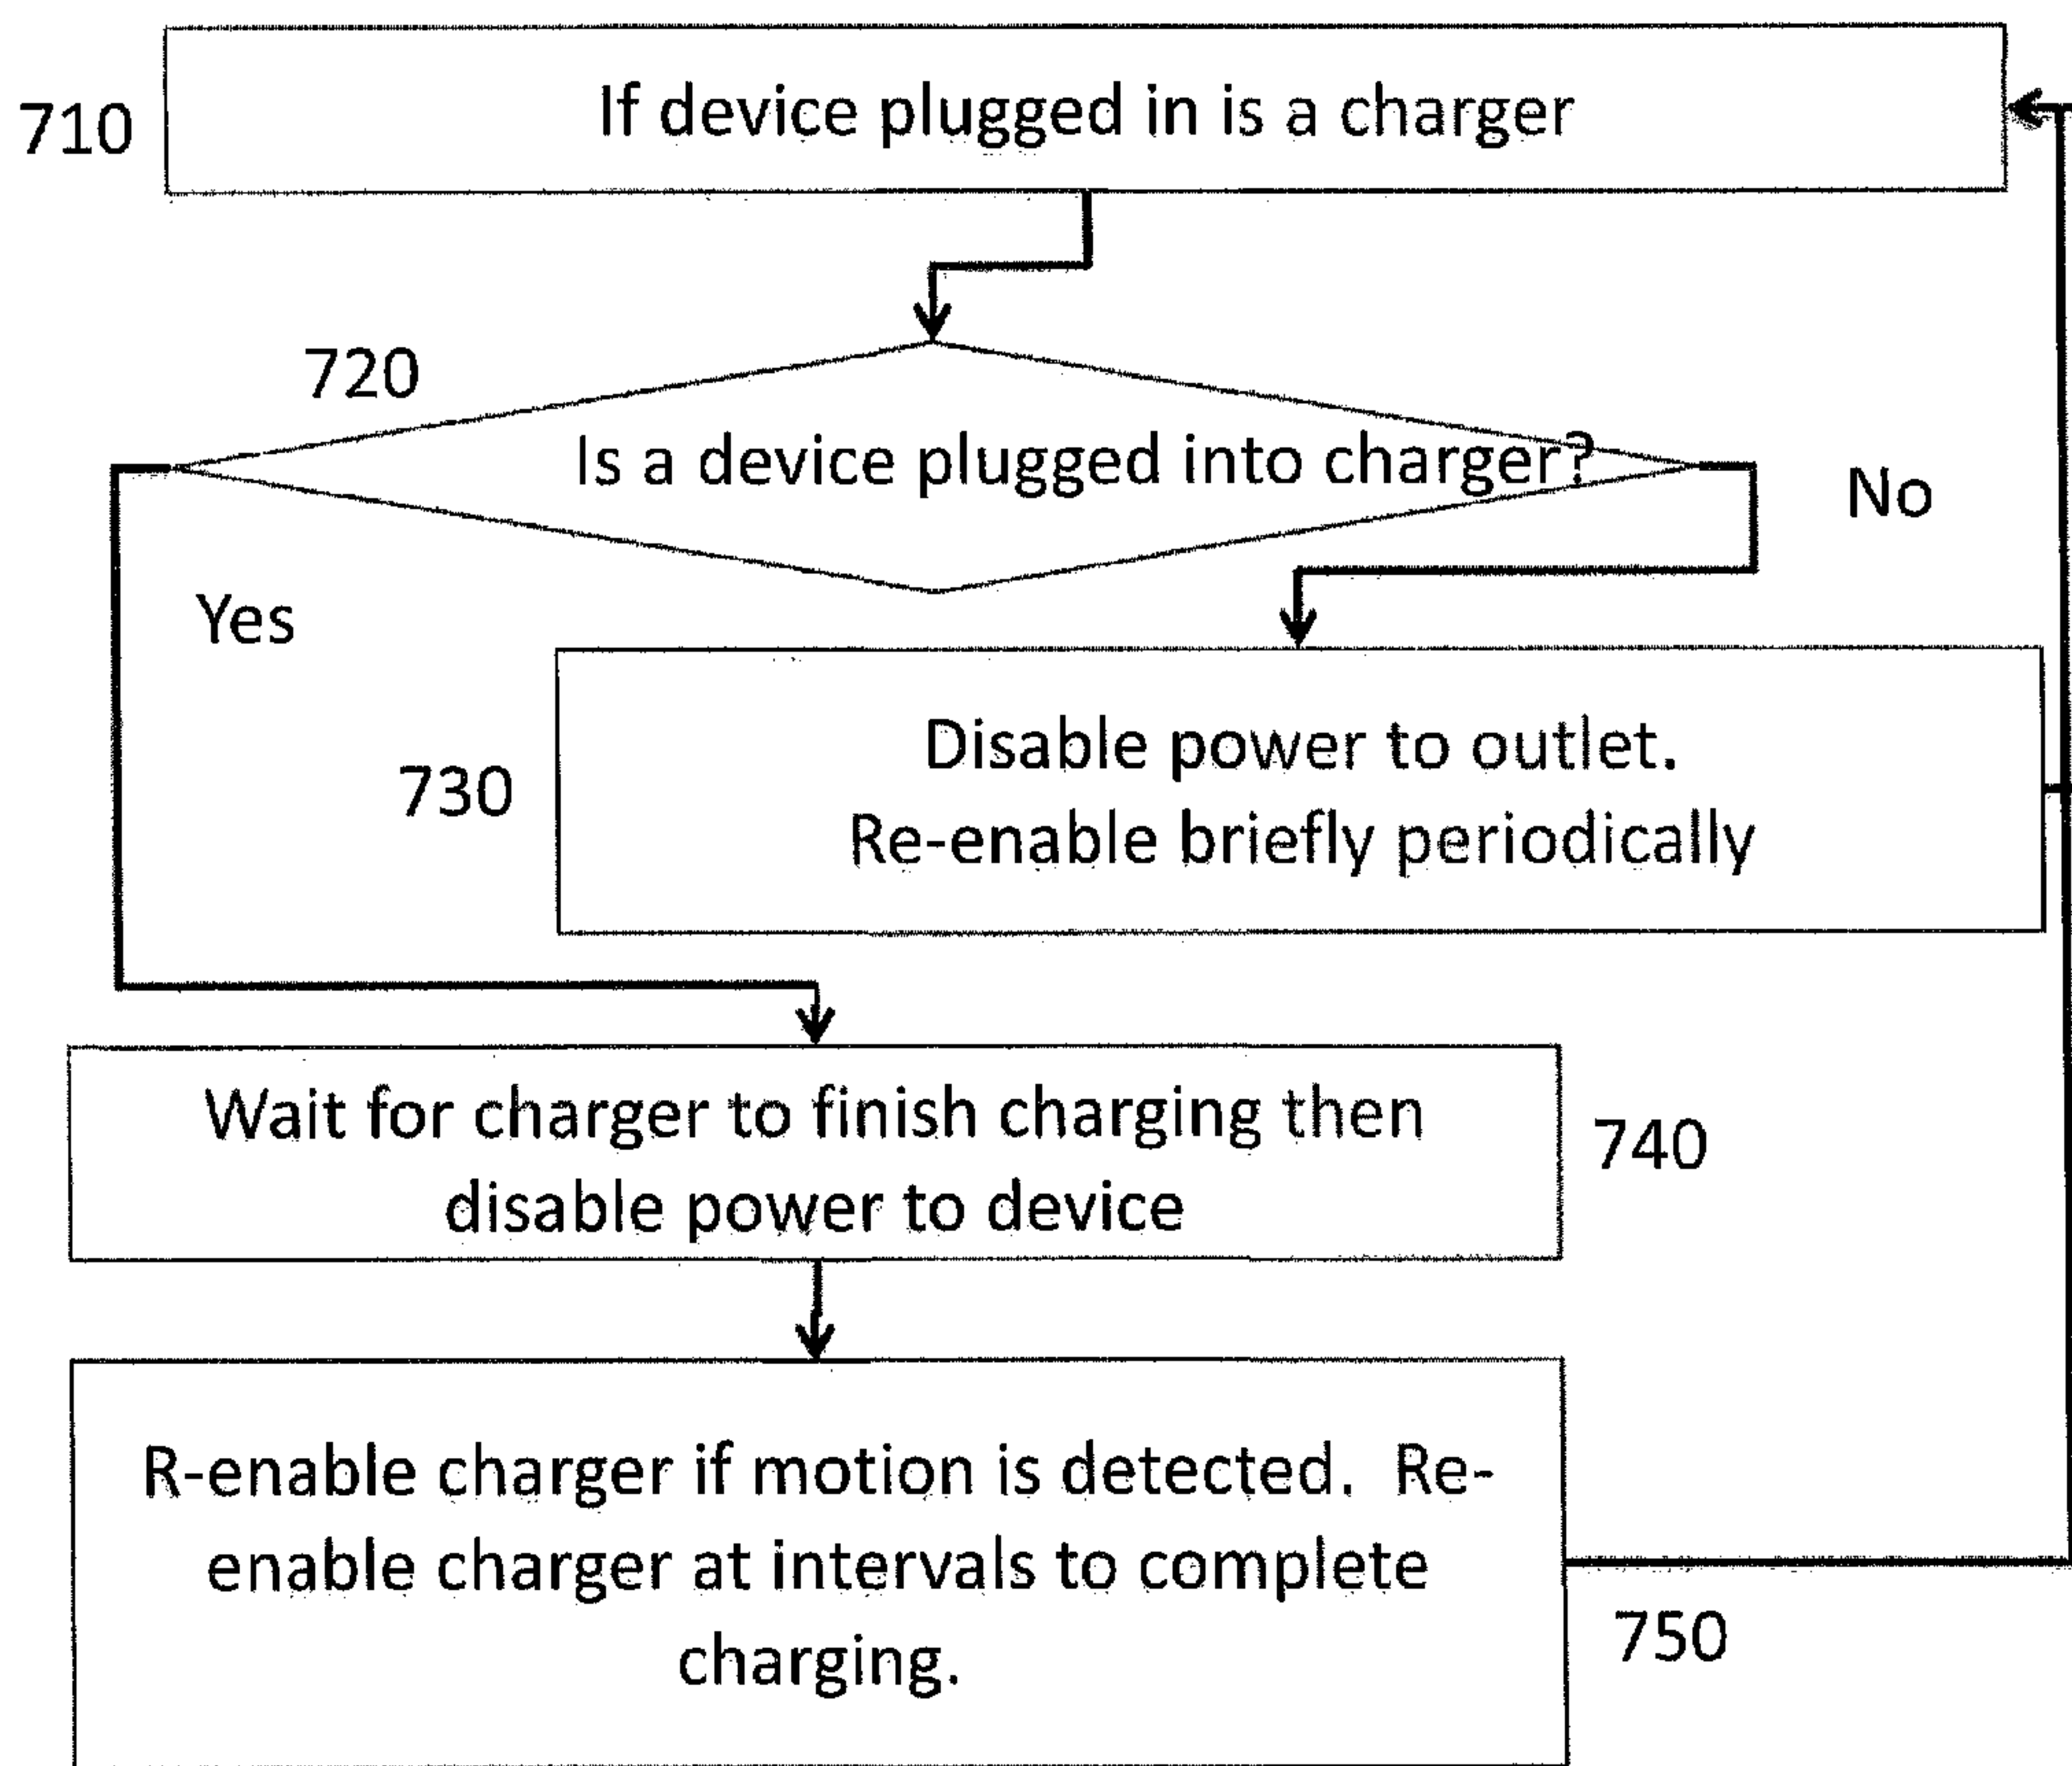 710
If device plugged in is a charger
720
Is a device plugged into charger?
No
Yes
730
Disable power to outlet.
Re-enable briefly periodically
Wait for charger to finish charging then
disable power to device
740
R-enable charger if motion is detected.  Re-
enable charger at intervals to complete
charging.
750